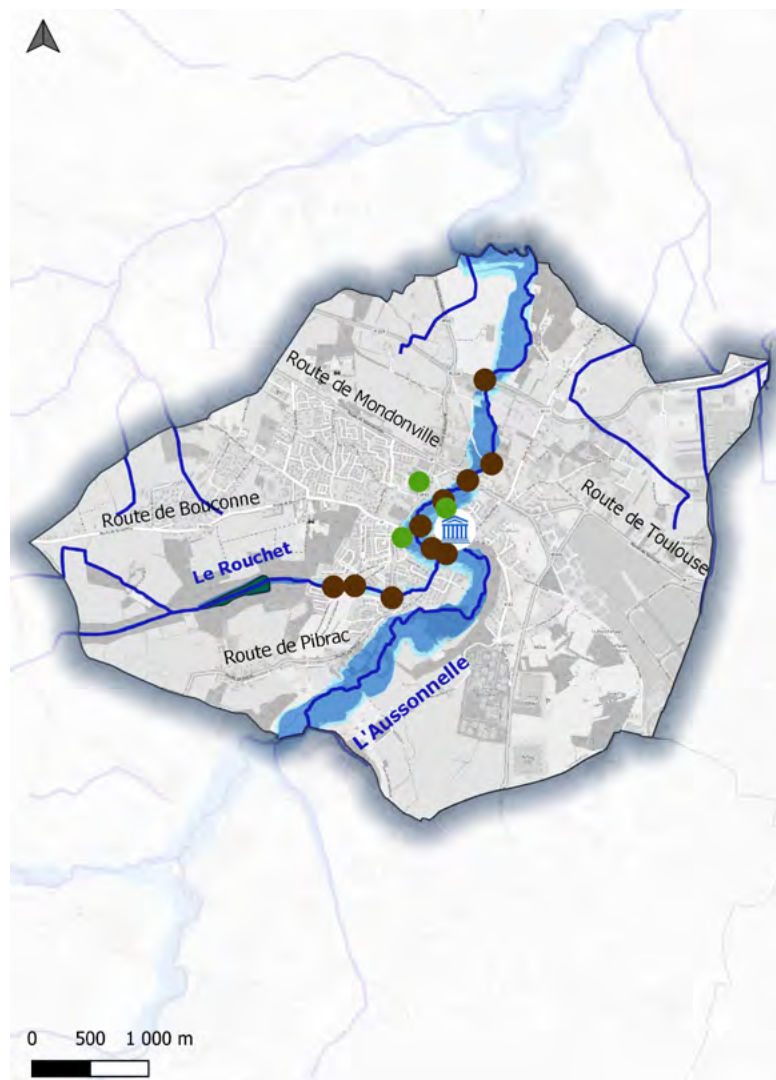 Route de Mondonville
Route de Bouconne
Route de Toulouse
Le Rouchet
Route de Pibrac
L'Aussonnelle
0 500 1 000 m